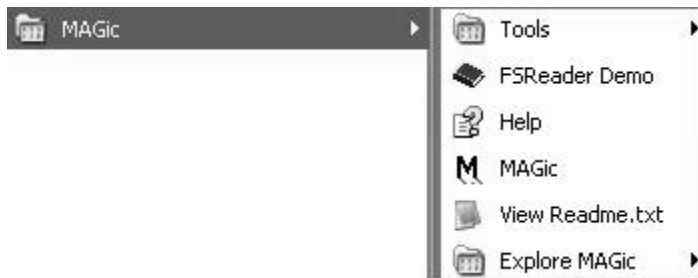 MAGic
Tools
FSReader Demo
Help
MAGic
View Readme.txt
Explore MAGic